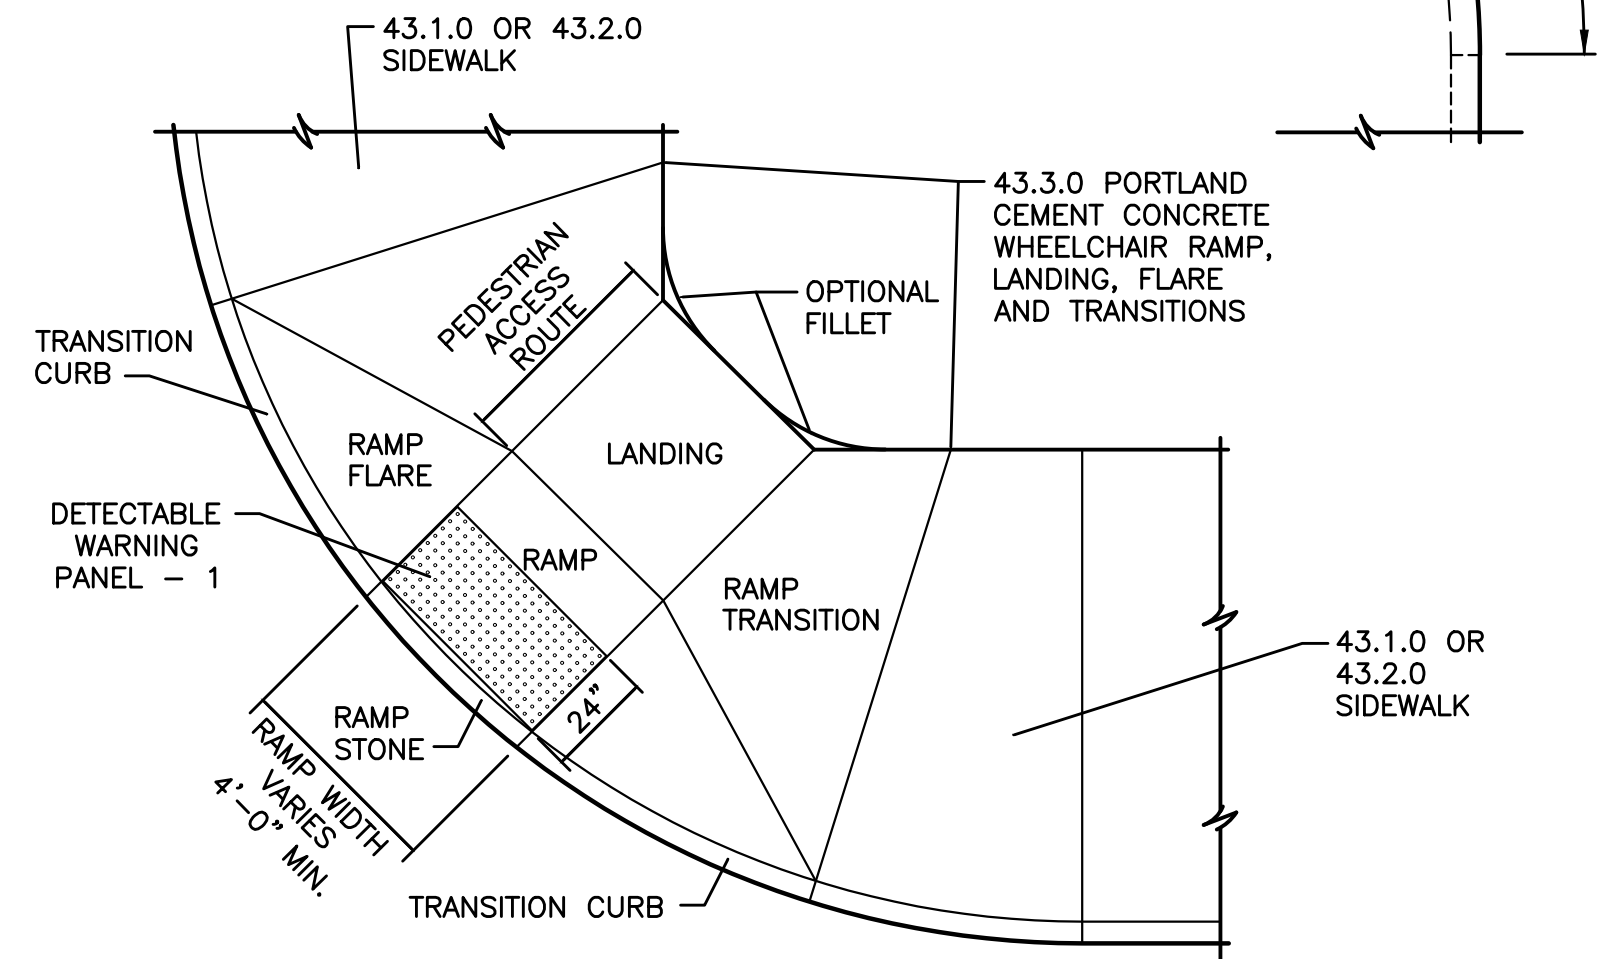 43.1.0 OR 43.2.0
SIDEWALK
43.3.0 PORTLAND
CEMENT CONCRETE
WHEELCHAIR RAMP,
LANDING, FLARE
AND TRANSITIONS
PEDESTRIAN
ACCESS
ROUTE
OPTIONAL
FILLET
TRANSITION
CURB
RAMP
FLARE
LANDING
DETECTABLE
WARNING
PANEL - 1
RAMP
RAMP
TRANSITION
43.1.0 OR
43.2.0
SIDEWALK
24"
RAMP
STONE
RAMP WIDTH
VARIES
4'-0" MIN.
TRANSITION CURB